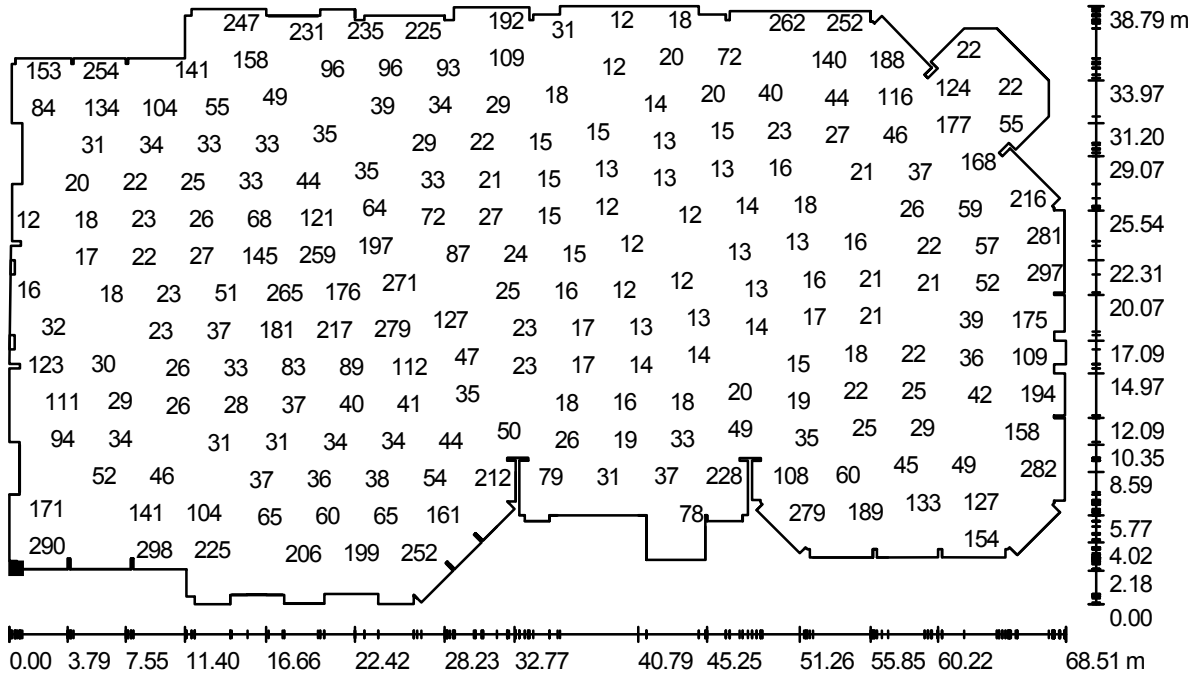 247 231 235 225 192 31 12 18 262 252 38.79 m
153 254 141 158 96 96 93 109 12 20 72 140 188 22
84 134 104 55 49 39 34 29 18 14 20 40 44 116 124 22 33.97
31 34 33 33 35 29 22 15 15 13 15 23 27 46 177 55 31.20
20 22 25 33 44 35 33 21 15 13 13 13 16 21 37 168 29.07
12 18 23 26 68 121 64 72 27 15 12 12 14 18 26 59 216 25.54
17 22 27 145 259 197 87 24 15 12 13 13 16 22 57 281 22.31
16 18 23 51 265 176 271 25 16 12 12 13 16 21 21 52 297 20.07
32 23 37 181 217 279 127 23 17 13 13 14 17 21 39 175
123 30 26 33 83 89 112 47 23 17 14 14 15 18 22 36 109 17.09
111 29 26 28 37 40 41 35 18 16 18 20 19 22 25 42 194 14.97
94 34 31 31 34 34 44 50 26 19 33 49 35 25 29 158 12.09
52 46 37 36 38 54 212 79 31 37 228 108 60 45 49 282 10.35
8.59
171 141 104 65 60 65 161 78 279 189 133 127 5.77
290 298 225 206 199 252 154 4.02
2.18
0.00
0.00 3.79 7.55 11.40 16.66 22.42 28.23 32.77 40.79 45.25 51.26 55.85 60.22 68.51 m